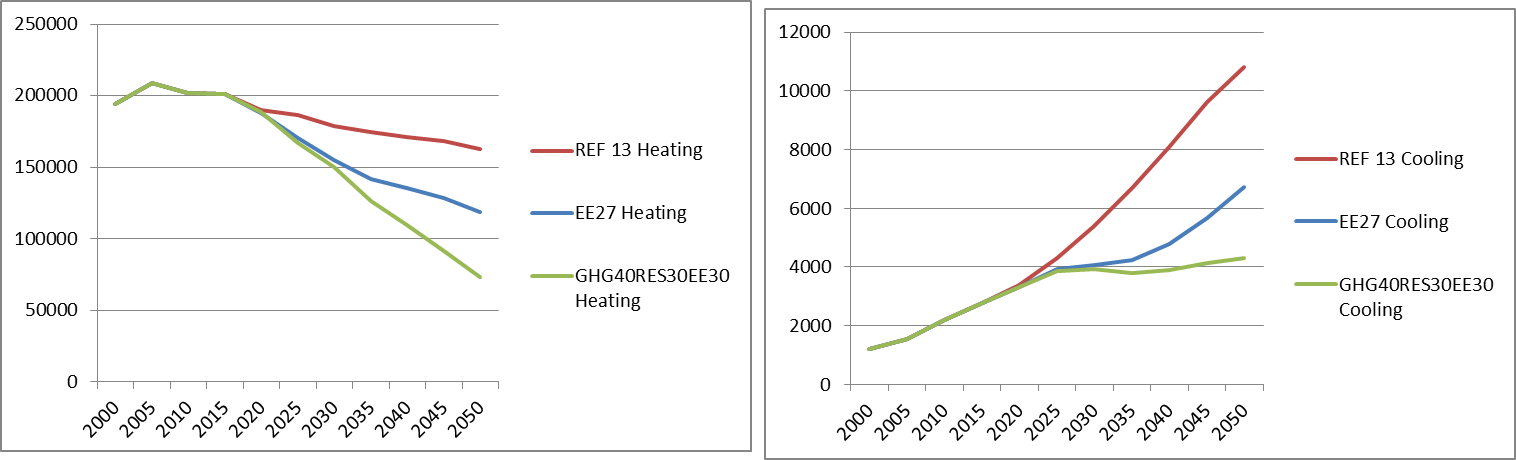 250000
200000
150000
100000
50000
0
2000 2005 2010 2015 2020 2025 2030 2035 2040 2045 2050
REF 13 Heating
EE27 Heating
GHG40RES30EE30
Heating
12000
10000
8000
6000
4000
2000
0
2000 2005 2010 2015 2020 2025 2030 2035 2040 2045 2050
REF 13 Cooling
EE27 Cooling
GHG40RES30EE30
Cooling